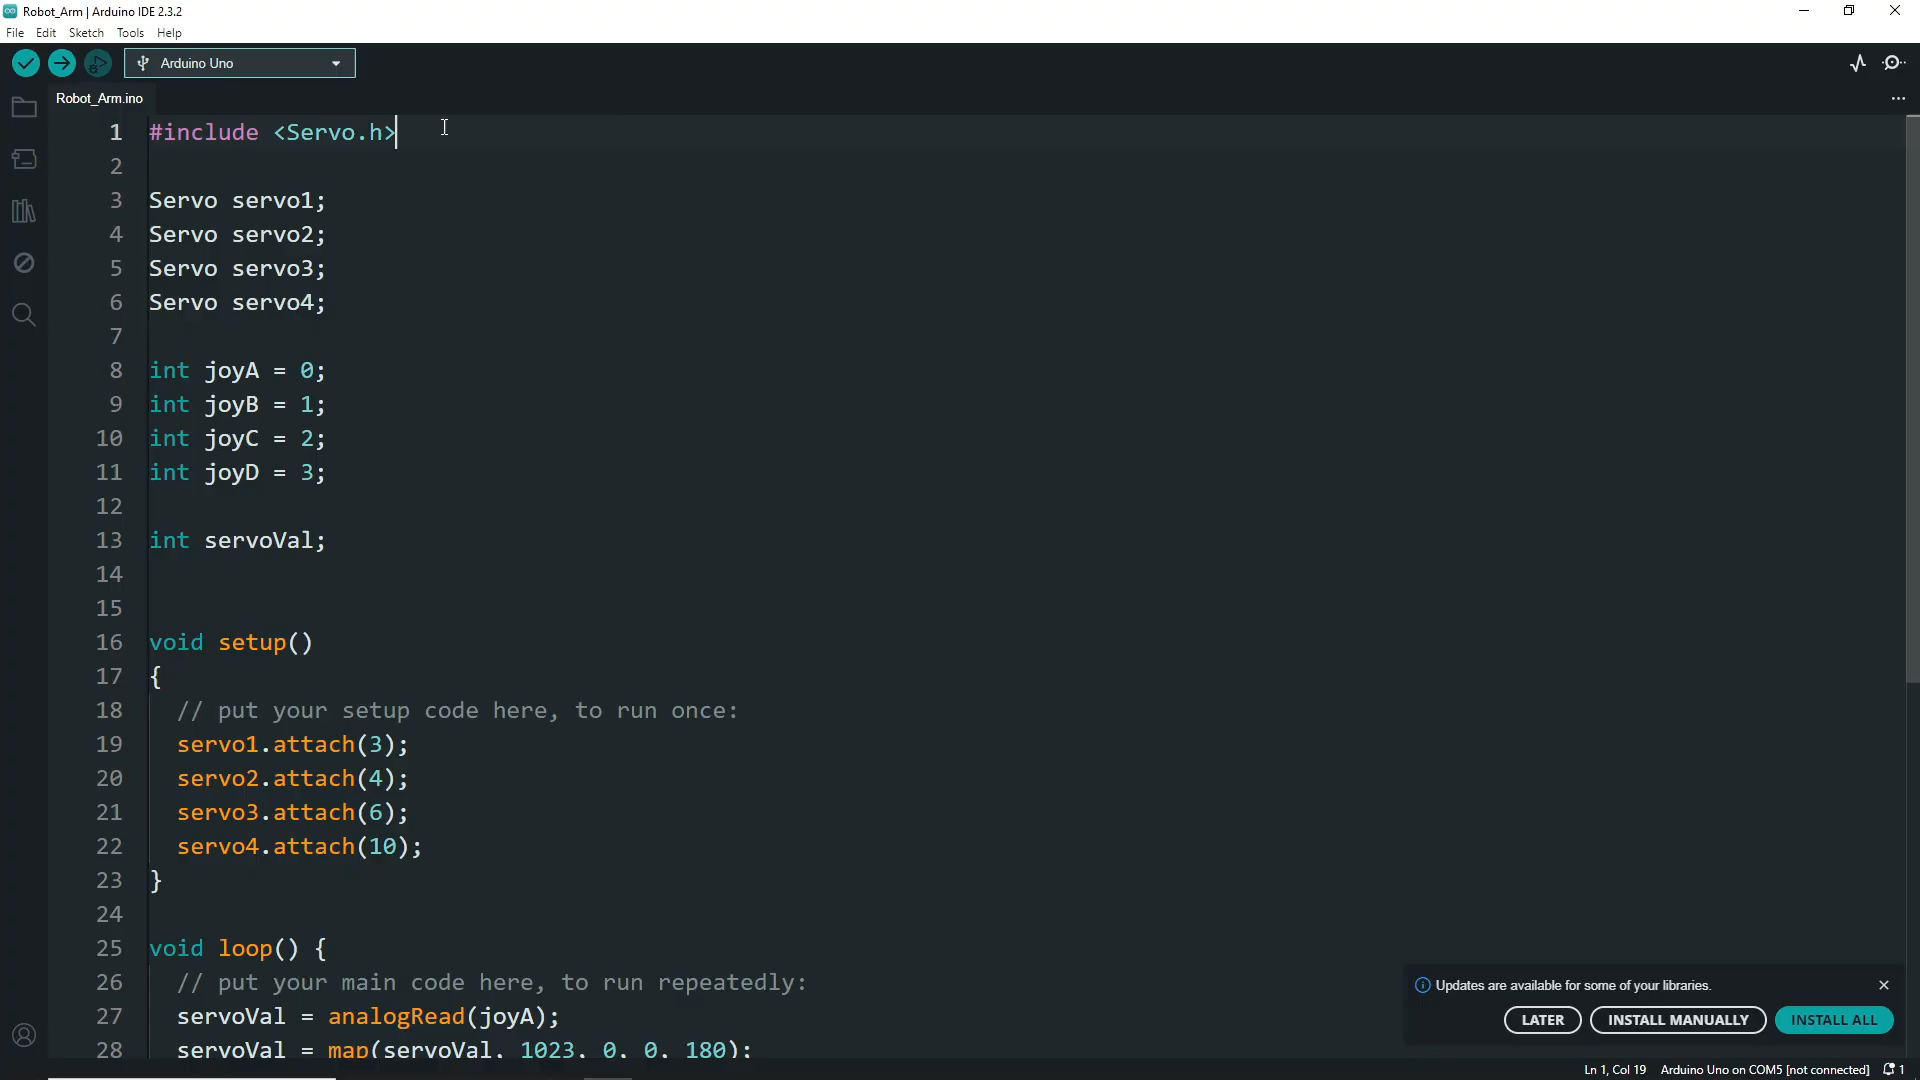 Robot_Arm | Arduino IDE 2.3.2
File Edit Sketch Tools Help
Arduino Uno
Robot_Arm.ino
1 #include <Servo.h>
2
3 Servo servo1;
4 Servo servo2;
5 Servo servo3;
6 Servo servo4;
7
8 int joyA = 0;
9 int joyB = 1;
10 int joyC = 2;
11 int joyD = 3;
12
13 int servoVal;
14
15
16 void setup()
17 {
18 // put your setup code here, to run once:
19 servo1.attach(3);
20 servo2.attach(4);
21 servo3.attach(6);
22 servo4.attach(10);
23 }
24
25 void loop() {
26 // put your main code here, to run repeatedly:
27 servoVal = analogRead(joyA);
28 servoVal = map(servoVal, 1023, 0, 0, 180);
Updates are available for some of your libraries.
LATER INSTALL MANUALLY INSTALL ALL
Ln 1, Col 19 Arduino Uno on COM5 [not connected] 1